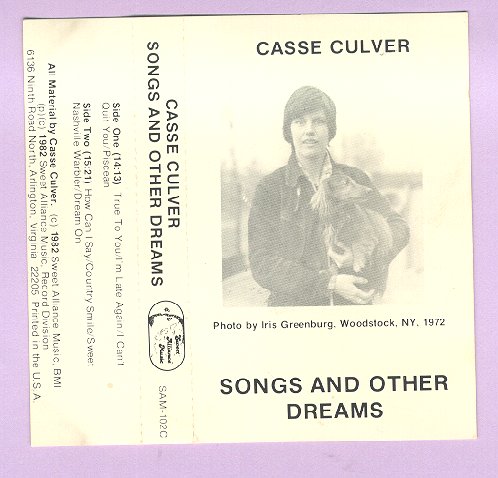 CASSE CULVER
Photo by Iris Greenburg. Woodstock, NY. 1972
SONGS AND OTHER
DREAMS
CASSE CULVER
SONGS AND OTHER DREAMS
SAM-102C
Side One (14:13) True To You/I'm Late Again/I Can't
Quit You/Piscean
Side Two (15:21) How Can I Say/Country Smile/Sweet
Nashville Warbler/Dream On
All Material by Casse Culver. (c) 1982 Sweet Alliance Music, BMI
(p)(c) 1982 Sweet Alliance Music, Record Division
6136 Ninth Road North, Arlington, Virginia 22205 Printed in the U.S.A.